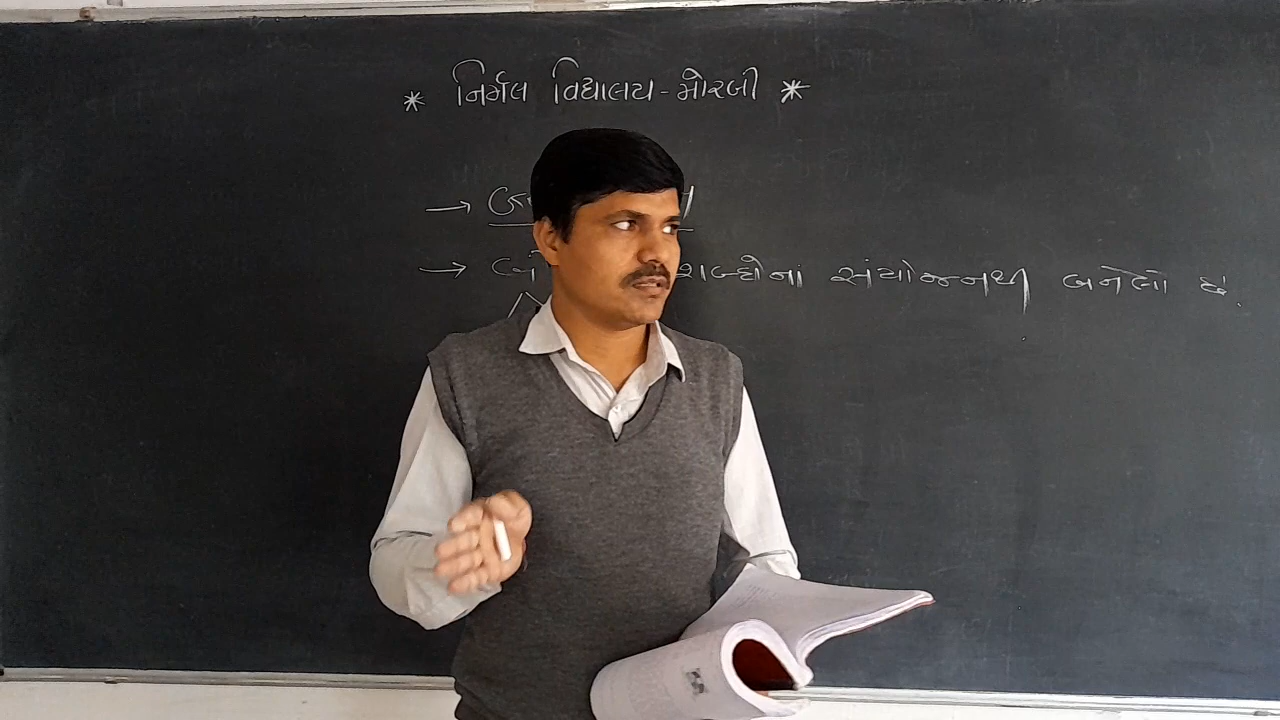 * નિર્મલ વિદ્યાલય - મોરબી *
→
→ શબ્દોનાં સંયોજનથી બનેલો છે.